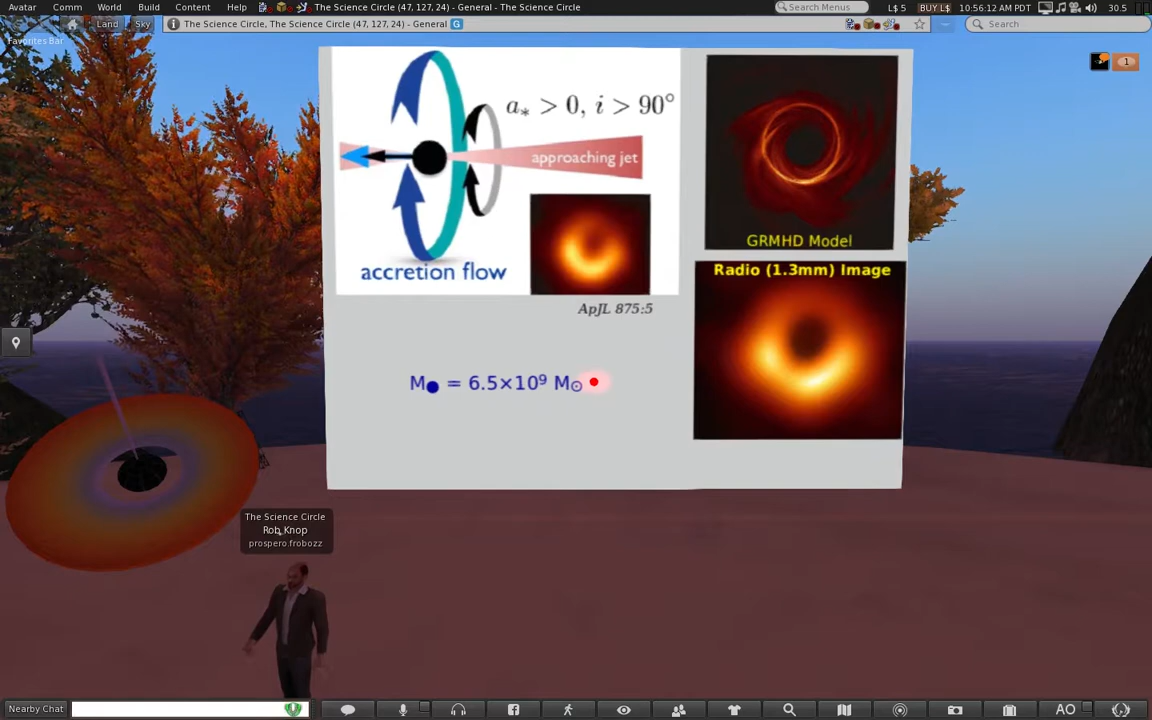 Avatar Comm World Build Content Help The Science Circle (47, 127, 24) - General - The Science Circle Search Menus L$ 5 BUY L$ 10:56:12 AM PDT 30.5
Land Sky The Science Circle, The Science Circle (47, 127, 24) - General G Search
Favorites Bar
1
a* > 0, i > 90°
approaching jet
accretion flow
ApJL 875:5
GRMHD Model
Radio (1.3mm) Image
M● = 6.5×10⁹ M☉
The Science Circle
Rob Knop
prospero.frobozz
Nearby Chat AO